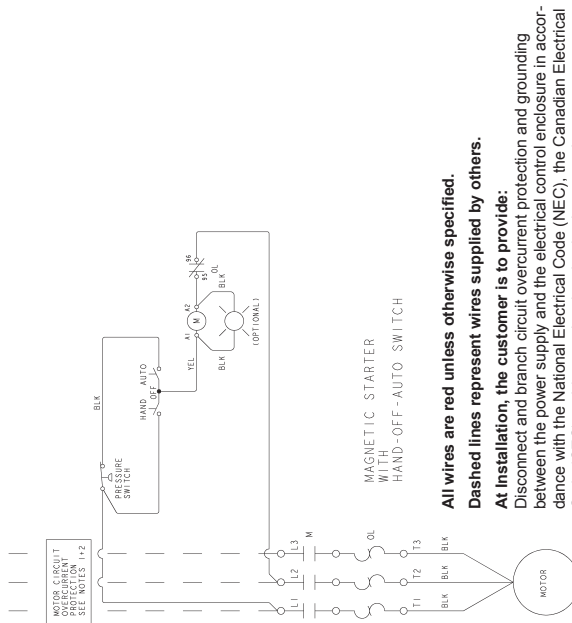 MOTOR CIRCUIT
OVERCURRENT
PROTECTION
SEE NOTES 1+2
BLK
PRESSURE
SWITCH
HAND
OFF
AUTO
YEL
A1
M
A2
BLK
BLK
(OPTIONAL)
95
96
OL
L1
L2
L3
M
OL
T1
T2
T3
BLK
BLK
BLK
MOTOR
MAGNETIC STARTER
WITH
HAND-OFF-AUTO SWITCH
All wires are red unless otherwise specified.
Dashed lines represent wires supplied by others.
At Installation, the customer is to provide:
Disconnect and branch circuit overcurrent protection and grounding
between the power supply and the electrical control enclosure in accor-
dance with the National Electrical Code (NEC), the Canadian Electrical